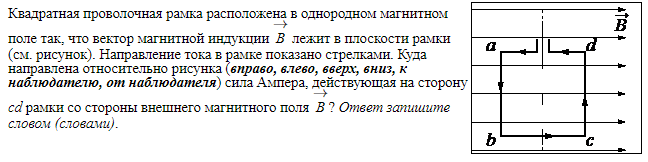 Квадратная проволочная рамка расположена в однородном магнитном
поле так, что вектор магнитной индукции B лежит в плоскости рамки
(см. рисунок). Направление тока в рамке показано стрелками. Куда
направлена относительно рисунка (вправо, влево, вверх, вниз, к
наблюдателю, от наблюдателя) сила Ампера, действующая на сторону
cd рамки со стороны внешнего магнитного поля B ? Ответ запишите
словом (словами).
B
a
d
b
c